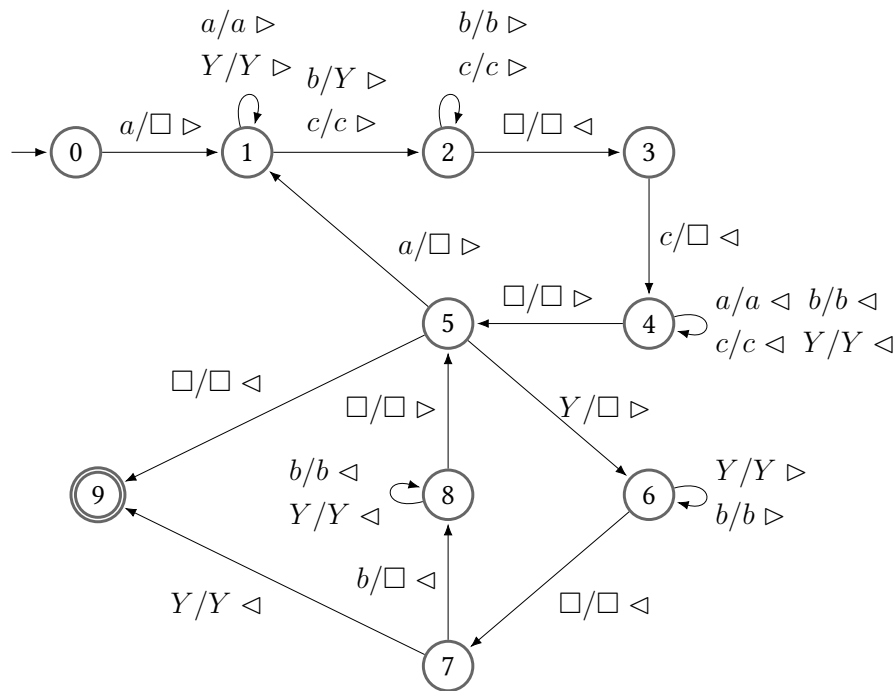 a/a ▷
Y/Y ▷
b/b ▷
c/c ▷
b/Y ▷
c/c ▷
a/□ ▷
□/□ ◁
0
1
2
3
c/□ ◁
a/□ ▷
□/□ ▷
5
4
a/a ◁ b/b ◁
c/c ◁ Y/Y ◁
□/□ ◁
□/□ ▷
Y/□ ▷
9
b/b ◁
Y/Y ◁
8
6
Y/Y ▷
b/b ▷
Y/Y ◁
b/□ ◁
□/□ ◁
7